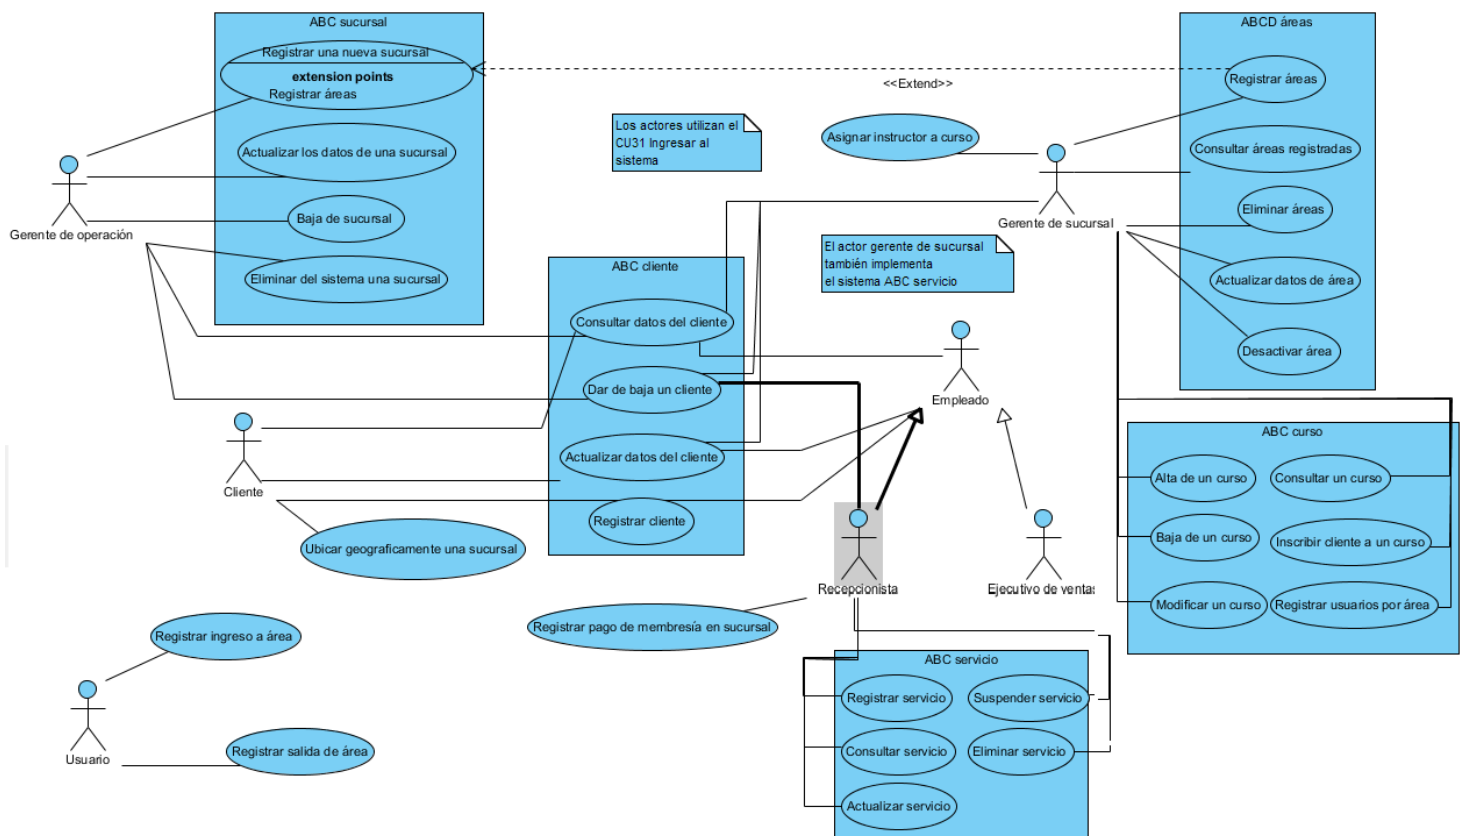 ABC sucursal
Registrar una nueva sucursal
extension points
Registrar áreas
Actualizar los datos de una sucursal
Baja de sucursal
Eliminar del sistema una sucursal
Gerente de operación
<<Extend>>
Los actores utilizan el
CU31 Ingresar al
sistema
Asignar instructor a curso
Gerente de sucursal
El actor gerente de sucursal
también implementa
el sistema ABC servicio
ABCD áreas
Registrar áreas
Consultar áreas registradas
Eliminar áreas
Actualizar datos de área
Desactivar área
ABC cliente
Consultar datos del cliente
Dar de baja un cliente
Actualizar datos del cliente
Registrar cliente
Cliente
Ubicar geograficamente una sucursal
Empleado
Recepcionista
Ejecutivo de ventas
ABC curso
Alta de un curso
Consultar un curso
Baja de un curso
Inscribir cliente a un curso
Modificar un curso
Registrar usuarios por área
Registrar pago de membresía en sucursal
Registrar ingreso a área
Usuario
Registrar salida de área
ABC servicio
Registrar servicio
Suspender servicio
Consultar servicio
Eliminar servicio
Actualizar servicio